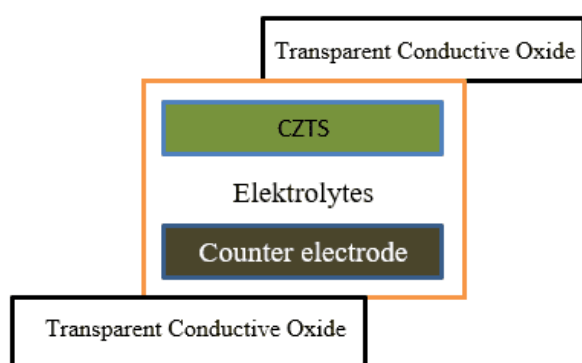 Transparent Conductive Oxide
CZTS
Elektrolytes
Counter electrode
Transparent Conductive Oxide